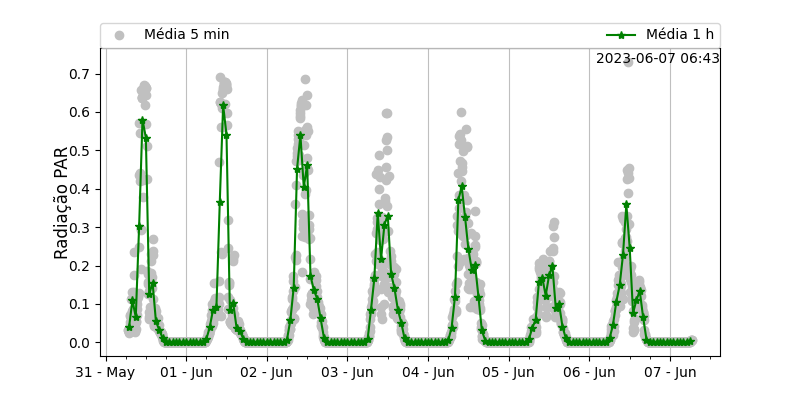 Média 5 min
Média 1 h
2023-06-07 06:43
Radiação PAR
0.7
0.6
0.5
0.4
0.3
0.2
0.1
0.0
31 - May
01 - Jun
02 - Jun
03 - Jun
04 - Jun
05 - Jun
06 - Jun
07 - Jun